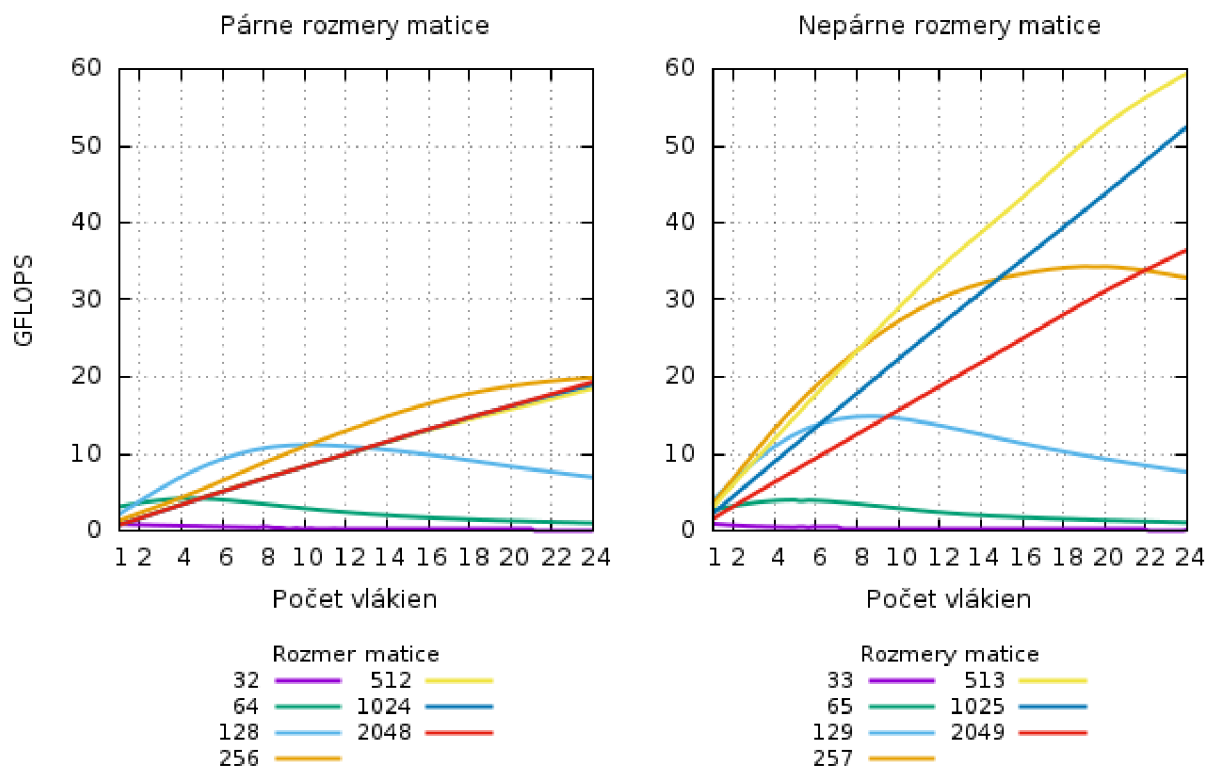 Párne rozmery matice
Nepárne rozmery matice
GFLOPS
60
50
40
30
20
10
0
1 2 4 6 8 10 12 14 16 18 20 22 24
Počet vlákien
60
50
40
30
20
10
0
1 2 4 6 8 10 12 14 16 18 20 22 24
Počet vlákien
Rozmer matice
32 512
64 1024
128 2048
256
Rozmery matice
33 513
65 1025
129 2049
257